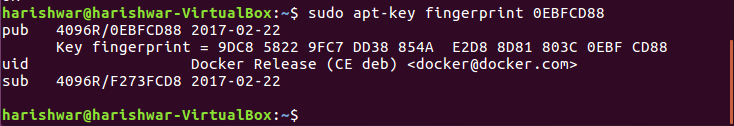 harishwar@harishwar-VirtualBox:~$ sudo apt-key fingerprint 0EBFCD88
pub   4096R/0EBFCD88 2017-02-22
      Key fingerprint = 9DC8 5822 9FC7 DD38 854A  E2D8 8D81 803C 0EBF CD88
uid                  Docker Release (CE deb) <docker@docker.com>
sub   4096R/F273FCD8 2017-02-22
harishwar@harishwar-VirtualBox:~$